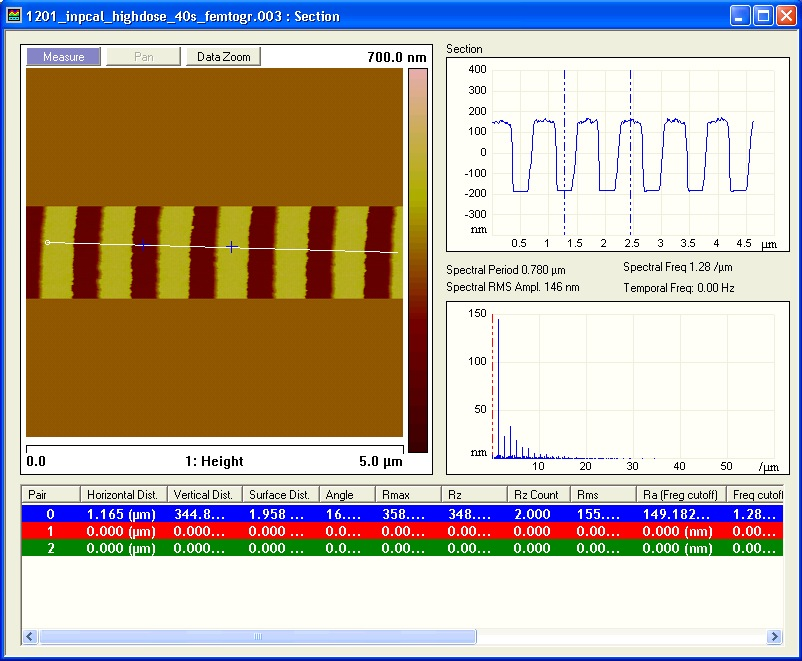 1201_inpcal_highdose_40s_femtogr.003 : Section
Measure Pan Data Zoom 700.0 nm
0.0 1: Height 5.0 µm
Section
400
300
200
100
0
-100
-200
-300
nm
0.5 1 1.5 2 2.5 3 3.5 4 4.5 µm
Spectral Period 0.780 µm Spectral Freq 1.28 /µm
Spectral RMS Ampl. 146 nm Temporal Freq: 0.00 Hz
150
100
50
nm
10 20 30 40 50 /µm
Pair Horizontal Dist. Vertical Dist. Surface Dist. Angle Rmax Rz Rz Count Rms Ra (Freq cutoff) Freq cutoff
0 1.165 (µm) 344.8... 1.958 ... 16.... 358.... 348.... 2.000 155.... 149.182... 1.28...
1 0.000 (µm) 0.000... 0.000 ... 0.0... 0.000... 0.000... 0.000 0.00... 0.000 (nm) 0.00...
2 0.000 (µm) 0.000... 0.000 ... 0.0... 0.000... 0.000... 0.000 0.00... 0.000 (nm) 0.00...